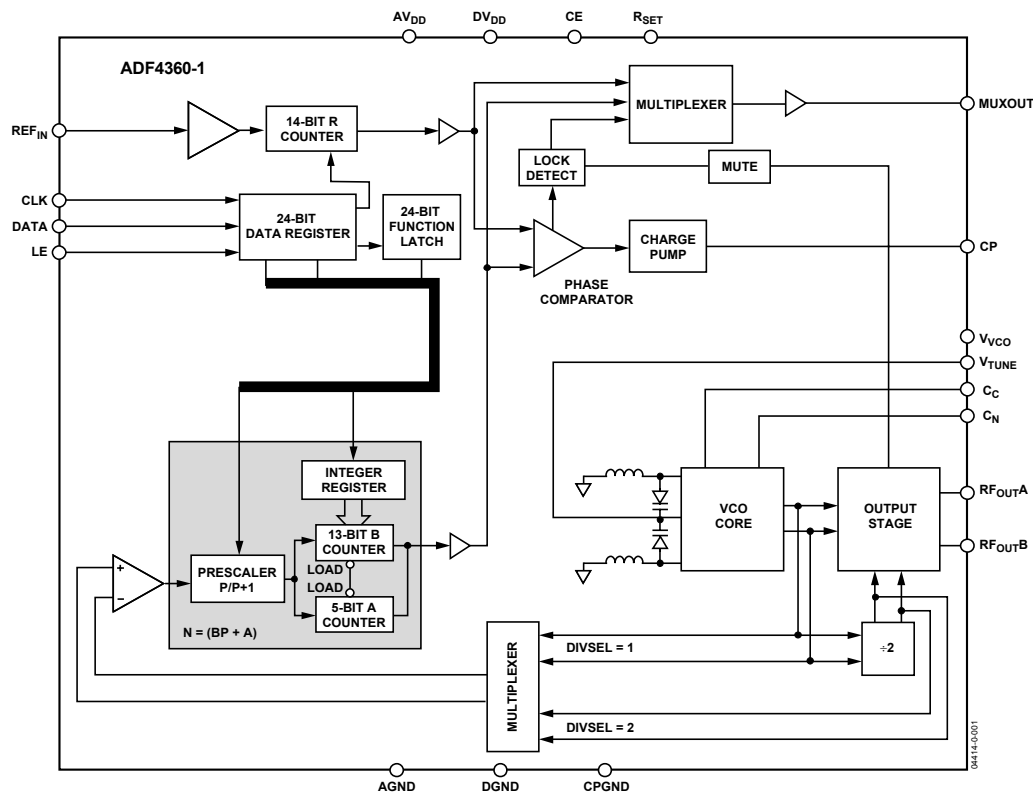 AVDD
DVDD
CE
RSET
ADF4360-1
REFIN
14-BIT R
COUNTER
MULTIPLEXER
MUXOUT
LOCK
DETECT
MUTE
CLK
DATA
LE
24-BIT
DATA REGISTER
24-BIT
FUNCTION
LATCH
CHARGE
PUMP
CP
PHASE
COMPARATOR
VVCO
VTUNE
CC
CN
INTEGER
REGISTER
13-BIT B
COUNTER
LOAD
LOAD
PRESCALER
P/P+1
5-BIT A
COUNTER
+
−
N = (BP + A)
VCO
CORE
OUTPUT
STAGE
RFOUTA
RFOUTB
MULTIPLEXER
DIVSEL = 1
÷2
DIVSEL = 2
04414-0-001
AGND
DGND
CPGND